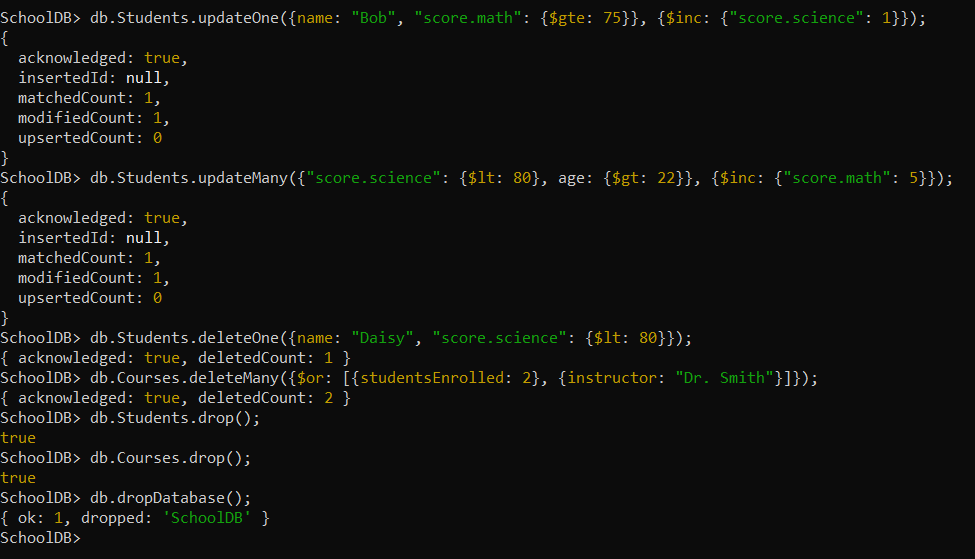 SchoolDB> db.Students.updateOne({name: "Bob", "score.math": {$gte: 75}}, {$inc: {"score.science": 1}});
{
  acknowledged: true,
  insertedId: null,
  matchedCount: 1,
  modifiedCount: 1,
  upsertedCount: 0
}
SchoolDB> db.Students.updateMany({"score.science": {$lt: 80}, age: {$gt: 22}}, {$inc: {"score.math": 5}});
{
  acknowledged: true,
  insertedId: null,
  matchedCount: 1,
  modifiedCount: 1,
  upsertedCount: 0
}
SchoolDB> db.Students.deleteOne({name: "Daisy", "score.science": {$lt: 80}});
{ acknowledged: true, deletedCount: 1 }
SchoolDB> db.Courses.deleteMany({$or: [{studentsEnrolled: 2}, {instructor: "Dr. Smith"}]});
{ acknowledged: true, deletedCount: 2 }
SchoolDB> db.Students.drop();
true
SchoolDB> db.Courses.drop();
true
SchoolDB> db.dropDatabase();
{ ok: 1, dropped: 'SchoolDB' }
SchoolDB>